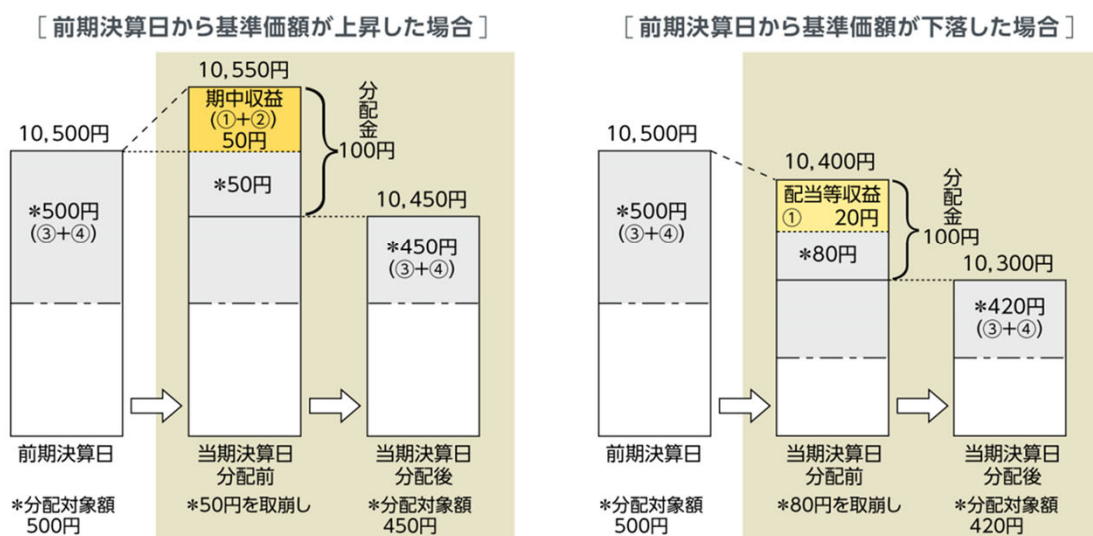 [前期決算日から基準価額が上昇した場合]
10,500円
*500円
(③+④)
前期決算日
*分配対象額
500円
10,550円
期中収益
(①+②)
50円
*50円
分配金
100円
当期決算日
分配前
*50円を取崩し
10,450円
*450円
(③+④)
当期決算日
分配後
*分配対象額
450円
[前期決算日から基準価額が下落した場合]
10,500円
*500円
(③+④)
前期決算日
*分配対象額
500円
10,400円
配当等収益
① 20円
*80円
分配金
100円
当期決算日
分配前
*80円を取崩し
10,300円
*420円
(③+④)
当期決算日
分配後
*分配対象額
420円